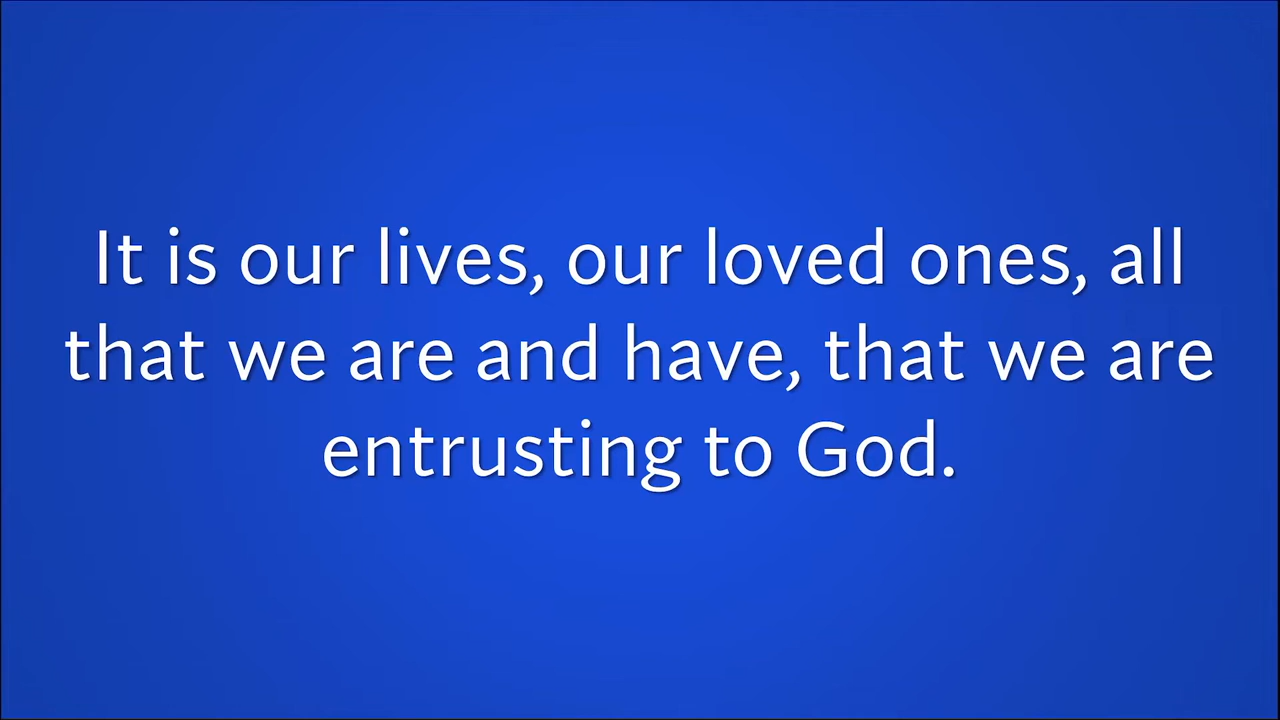 It is our lives, our loved ones, all
that we are and have, that we are
entrusting to God.